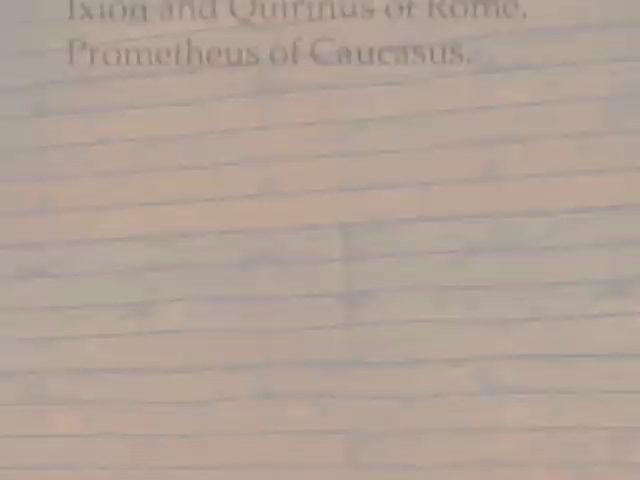 Ixion and Quirinus of Rome,
Prometheus of Caucasus.